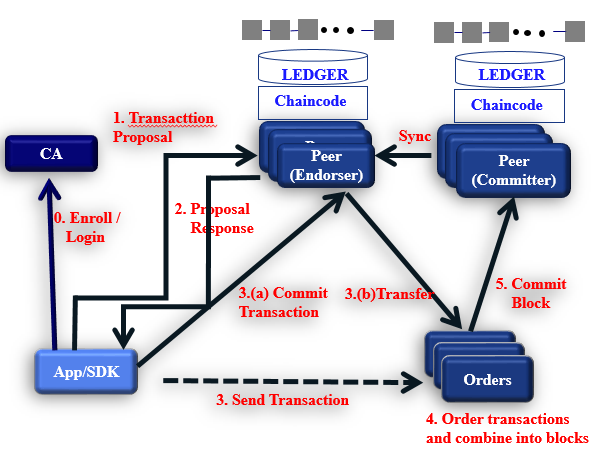 LEDGER
LEDGER
Chaincode
Chaincode
1. Transacttion
Proposal
Sync
CA
Peer
(Endorser)
Peer
(Committer)
0. Enroll /
Login
2. Proposal
Response
3.(a) Commit
Transaction
3.(b)Transfer
5. Commit
Block
App/SDK
Orders
3. Send Transaction
4. Order transactions
and combine into blocks